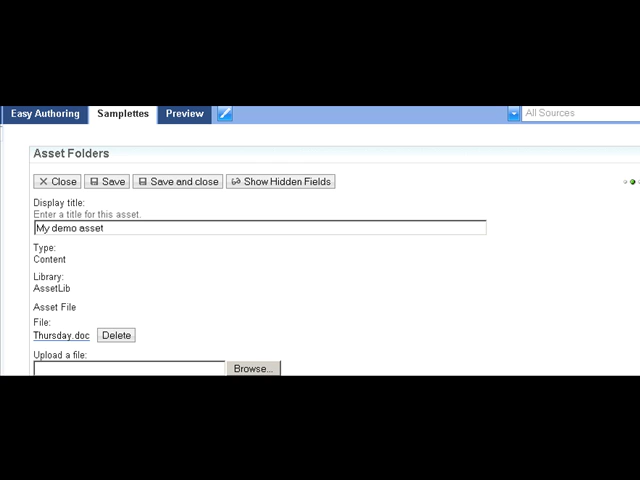 Easy Authoring Samplettes Preview All Sources
Asset Folders
Close Save Save and close Show Hidden Fields
Display title:
Enter a title for this asset.
My demo asset
Type:
Content
Library:
AssetLib
Asset File
File:
Thursday.doc Delete
Upload a file:
Browse...